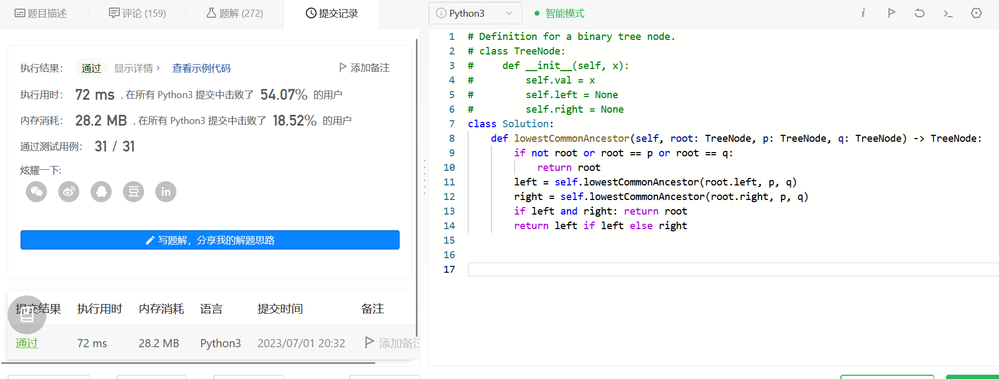 题目描述
评论 (159)
题解 (272)
提交记录
执行结果：
通过
显示详情 >
查看示例代码
添加备注
执行用时： 72 ms , 在所有 Python3 提交中击败了 54.07% 的用户
内存消耗： 28.2 MB , 在所有 Python3 提交中击败了 18.52% 的用户
通过测试用例： 31 / 31
炫耀一下:
豆
in
写题解，分享我的解题思路
提交结果 执行用时 内存消耗 语言 提交时间 备注
通过 72 ms 28.2 MB Python3 2023/07/01 20:32 添加备注
Python3
智能模式
i
1 # Definition for a binary tree node.
2 # class TreeNode:
3 #     def __init__(self, x):
4 #         self.val = x
5 #         self.left = None
6 #         self.right = None
7 class Solution:
8     def lowestCommonAncestor(self, root: TreeNode, p: TreeNode, q: TreeNode) -> TreeNode:
9         if not root or root == p or root == q:
10             return root
11         left = self.lowestCommonAncestor(root.left, p, q)
12         right = self.lowestCommonAncestor(root.right, p, q)
13         if left and right: return root
14         return left if left else right
15
16
17